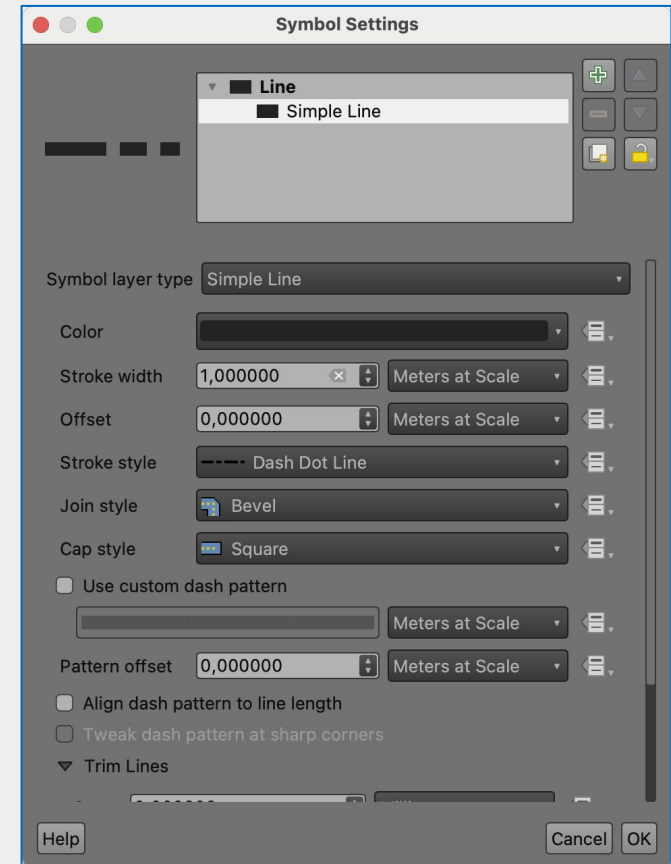 Symbol Settings
Line
Simple Line
Symbol layer type Simple Line
Color
Stroke width 1,000000 Meters at Scale
Offset 0,000000 Meters at Scale
Stroke style Dash Dot Line
Join style Bevel
Cap style Square
Use custom dash pattern
Meters at Scale
Pattern offset 0,000000 Meters at Scale
Align dash pattern to line length
Tweak dash pattern at sharp corners
Trim Lines
Help Cancel OK